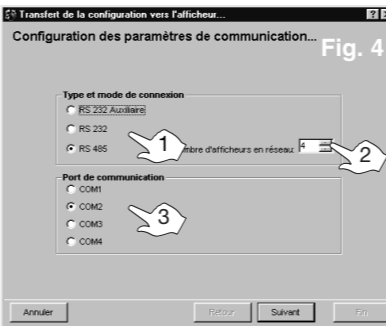 Transfert de la configuration vers l'afficheur...
Configuration des paramètres de communication...
Fig. 4
Type et mode de connexion
RS 232 Auxiliaire
RS 232
RS 485
1
mbre d'afficheurs en réseau:
4
2
Port de communication
COM1
COM2
COM3
COM4
3
Annuler
Retour
Suivant
Fin